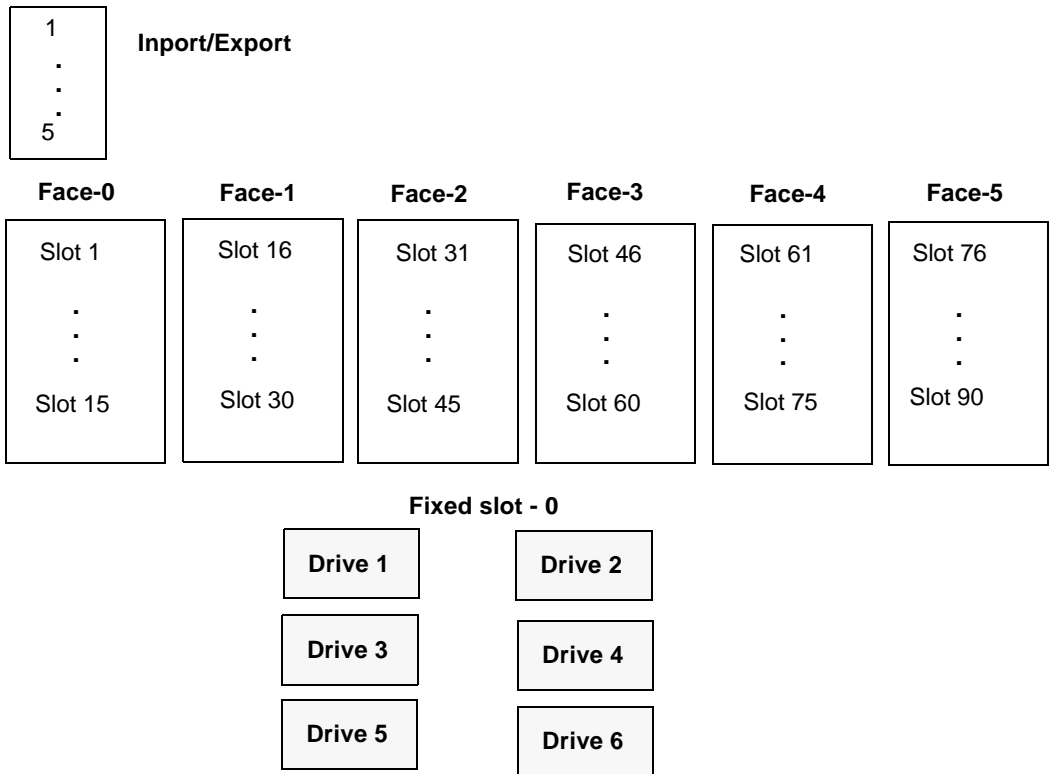 1
.
.
.
5
Inport/Export
Face-0 Face-1 Face-2 Face-3 Face-4 Face-5
Slot 1 Slot 16 Slot 31 Slot 46 Slot 61 Slot 76
. . . . . .
. . . . . .
. . . . . .
Slot 15 Slot 30 Slot 45 Slot 60 Slot 75 Slot 90
Fixed slot - 0
Drive 1 Drive 2
Drive 3 Drive 4
Drive 5 Drive 6